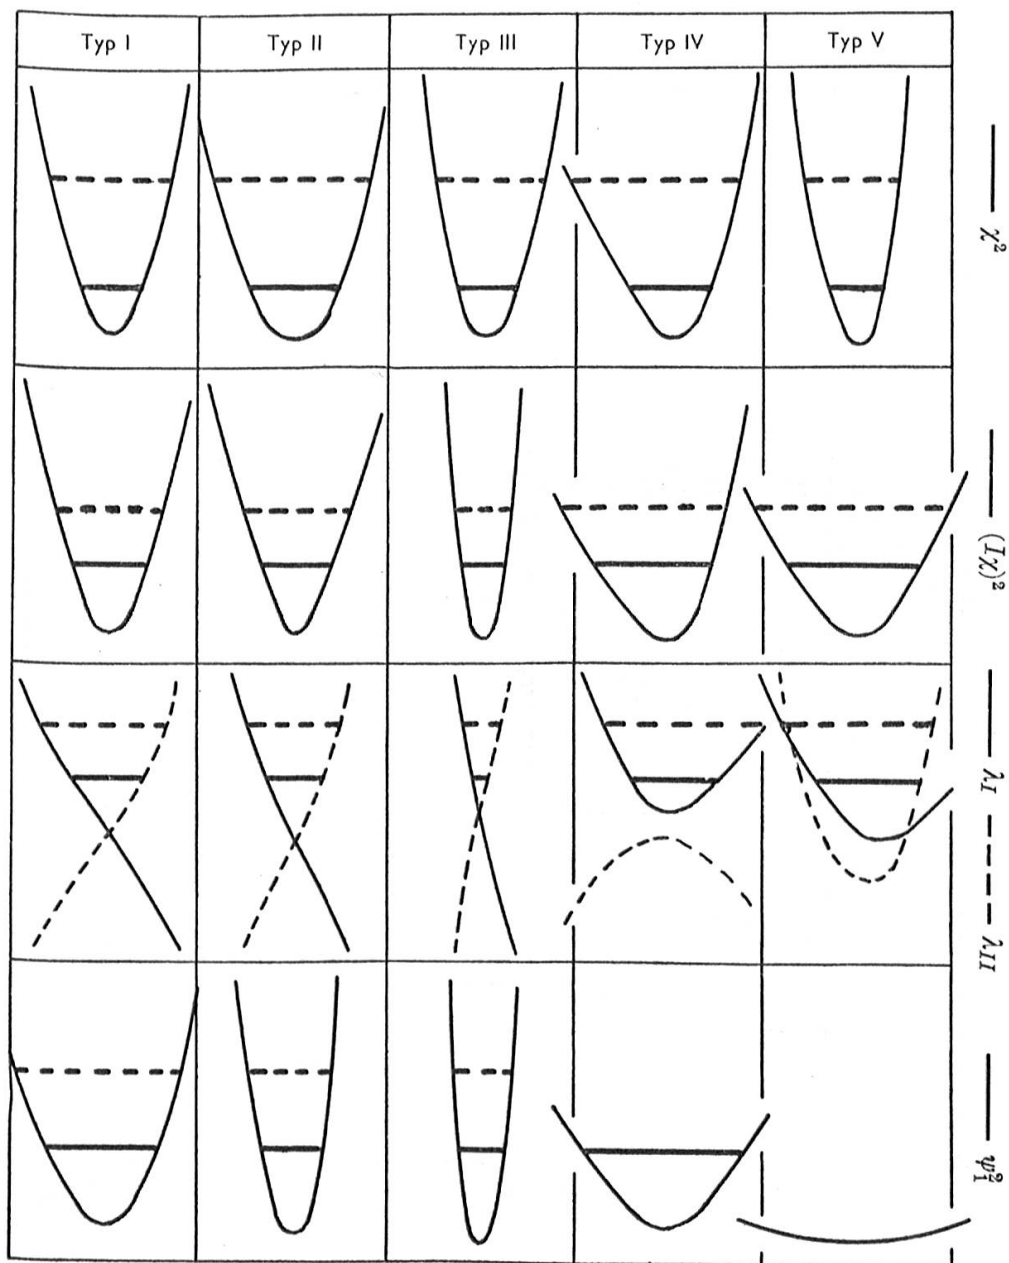 Typ I Typ II Typ III Typ IV Typ V
χ²
(Iχ)²
λI
λII
ψ₁²